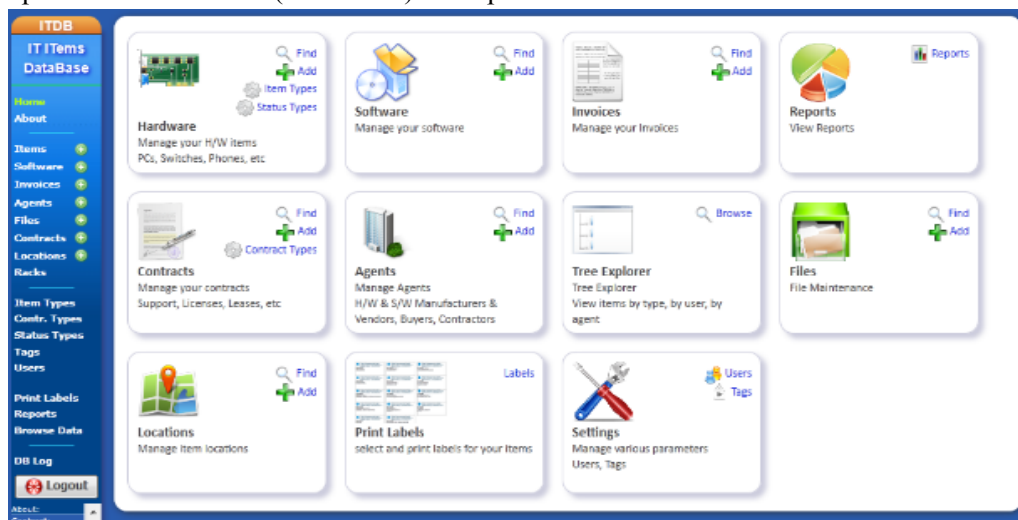 ITDB
IT ITems
DataBase
Home
About
Items
Software
Invoices
Agents
Files
Contracts
Locations
Racks
Item Types
Contr. Types
Status Types
Tags
Users
Print Labels
Reports
Browse Data
DB Log
Logout
About:
Find
Add
Item Types
Status Types
Hardware
Manage your H/W items
PCs, Switches, Phones, etc
Find
Add
Software
Manage your software
Find
Add
Invoices
Manage your Invoices
Reports
Reports
View Reports
Find
Add
Contract Types
Contracts
Manage your contracts
Support, Licenses, Leases, etc
Find
Add
Agents
Manage Agents
H/W & S/W Manufacturers &
Vendors, Buyers, Contractors
Browse
Tree Explorer
Tree Explorer
View items by type, by user, by
agent
Find
Add
Files
File Maintenance
Find
Add
Locations
Manage item locations
Labels
Print Labels
select and print labels for your items
Users
Tags
Settings
Manage various parameters
Users, Tags